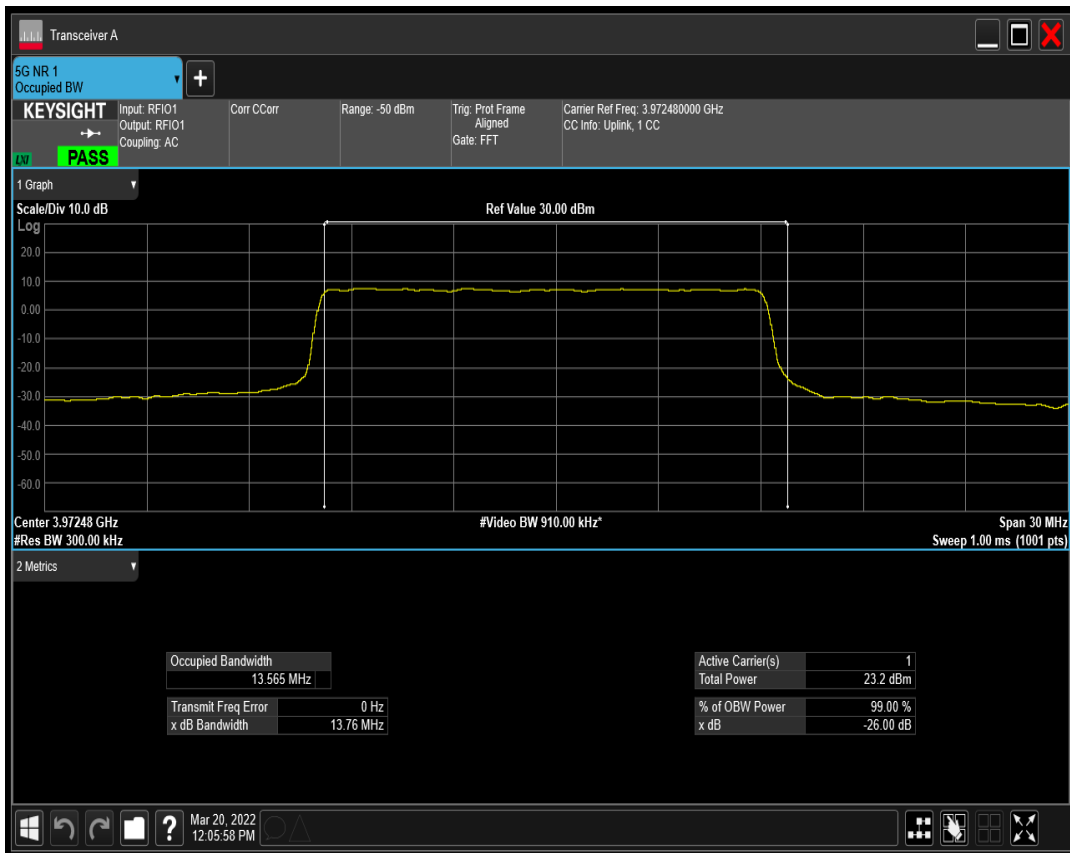 Transceiver A
5G NR 1
Occupied BW
+
KEYSIGHT
LXI
PASS
Input: RFIO1
Output: RFIO1
Coupling: AC
Corr CCorr
Range: -50 dBm
Trig: Prot Frame
Aligned
Gate: FFT
Carrier Ref Freq: 3.972480000 GHz
CC Info: Uplink, 1 CC
1 Graph
Scale/Div 10.0 dB
Ref Value 30.00 dBm
Log
20.0
10.0
0.00
-10.0
-20.0
-30.0
-40.0
-50.0
-60.0
Center 3.97248 GHz
#Video BW 910.00 kHz*
Span 30 MHz
#Res BW 300.00 kHz
Sweep 1.00 ms (1001 pts)
2 Metrics
Occupied Bandwidth
13.565 MHz
Transmit Freq Error 0 Hz
x dB Bandwidth 13.76 MHz
Active Carrier(s) 1
Total Power 23.2 dBm
% of OBW Power 99.00 %
x dB -26.00 dB
?
Mar 20, 2022
12:05:58 PM